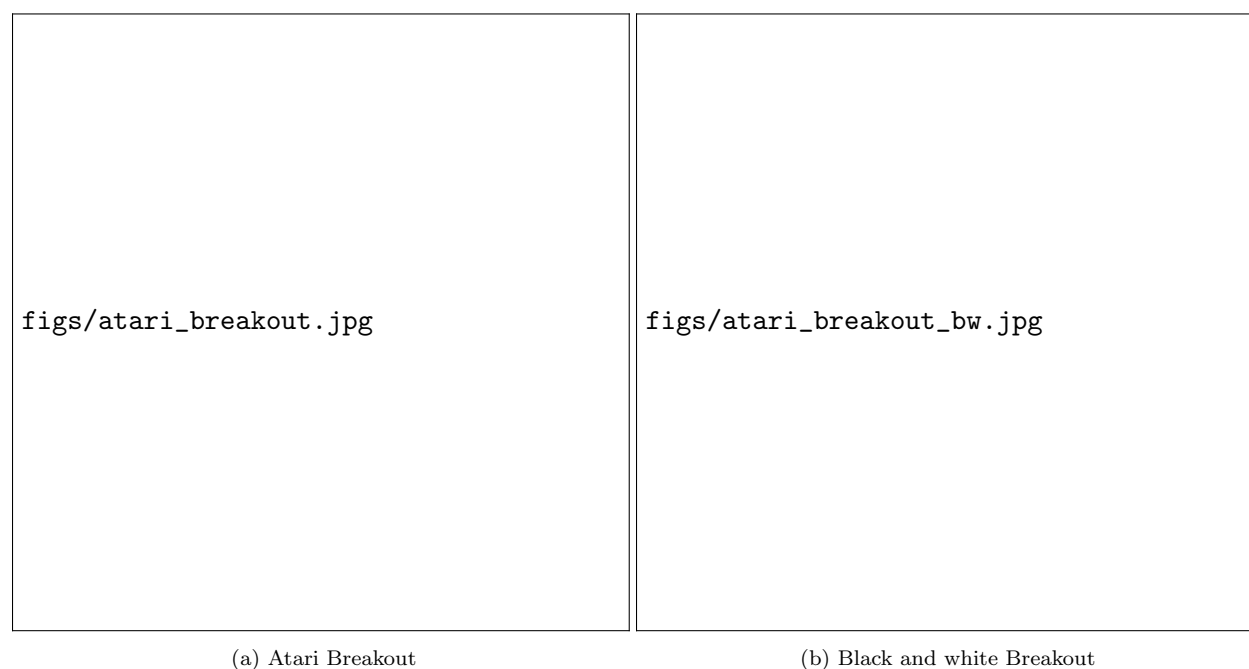 figs/atari_breakout.jpg
figs/atari_breakout_bw.jpg
(a) Atari Breakout
(b) Black and white Breakout